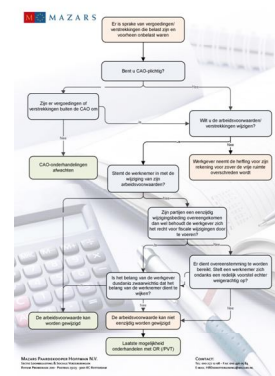 MAZARS
Er is sprake van vergoedingen/
verstrekkingen die belast zijn en
voorheen onbelast waren
Bent u CAO-plichtig?
Zijn er vergoedingen of
verstrekkingen buiten de CAO om
Wilt u de arbeidsvoorwaarden/
verstrekkingen wijzigen?
CAO-onderhandelingen
afwachten
Stemt de werknemer in met de
wijziging van zijn
arbeidsvoorwaarden?
Werkgever neemt de heffing voor zijn
rekening voor zover de vrije ruimte
overschreden wordt
Zijn partijen een eenzijdig
wijzigingsbeding overeengekomen
dan wel behoudt de werkgever zich
het recht voor fiscale wijzigingen door
te voeren?
Is het belang van de werkgever
dusdanig zwaarwichtig dat het
belang van de werknemer dient te
wijken?
Er dient overeenstemming te worden
bereikt. Stelt een werknemer zich
ondanks een redelijk voorstel echter
weigerachtig op?
De arbeidsvoorwaarde kan
worden gewijzigd
De arbeidsvoorwaarde kan niet
eenzijdig worden gewijzigd
Laatste mogelijkheid
onderhandelen met OR (/PVT)
MAZARS PAARDEKOOPER HOFFMAN N.V.
CONTACT: